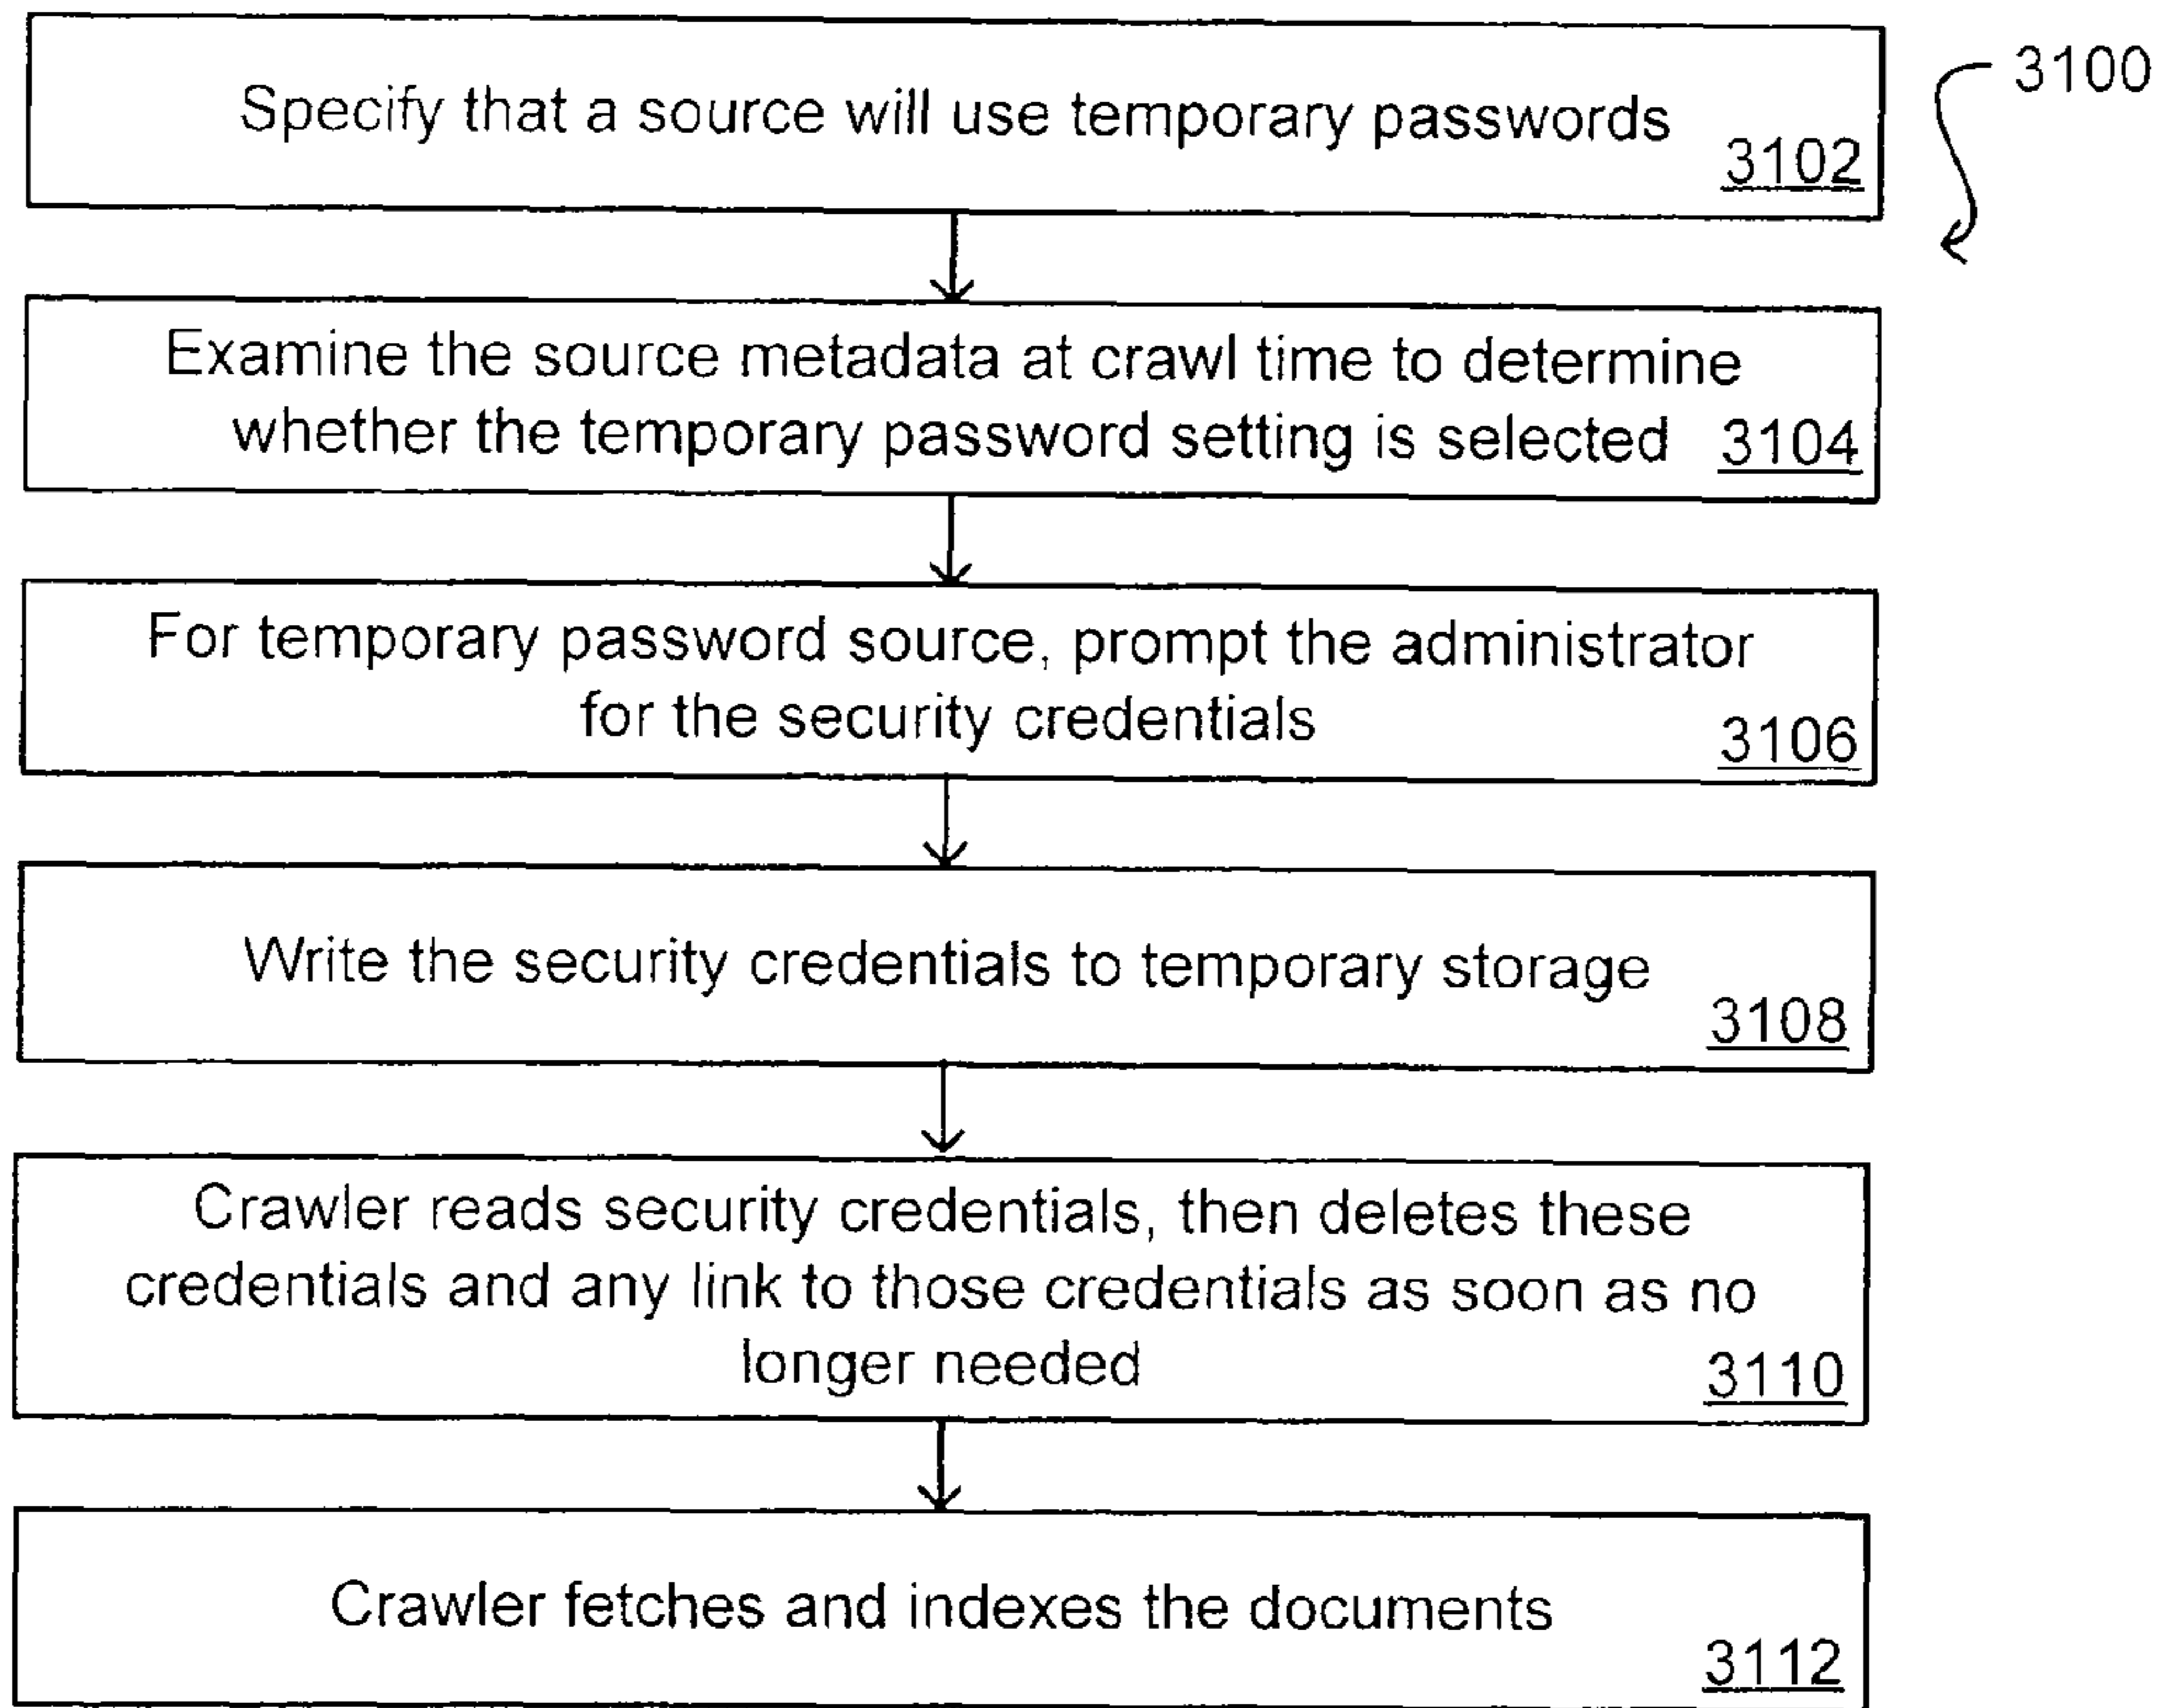 3100
Specify that a source will use temporary passwords
3102
Examine the source metadata at crawl time to determine
whether the temporary password setting is selected 3104
For temporary password source, prompt the administrator
for the security credentials
3106
Write the security credentials to temporary storage
3108
Crawler reads security credentials, then deletes these
credentials and any link to those credentials as soon as no
longer needed
3110
Crawler fetches and indexes the documents
3112